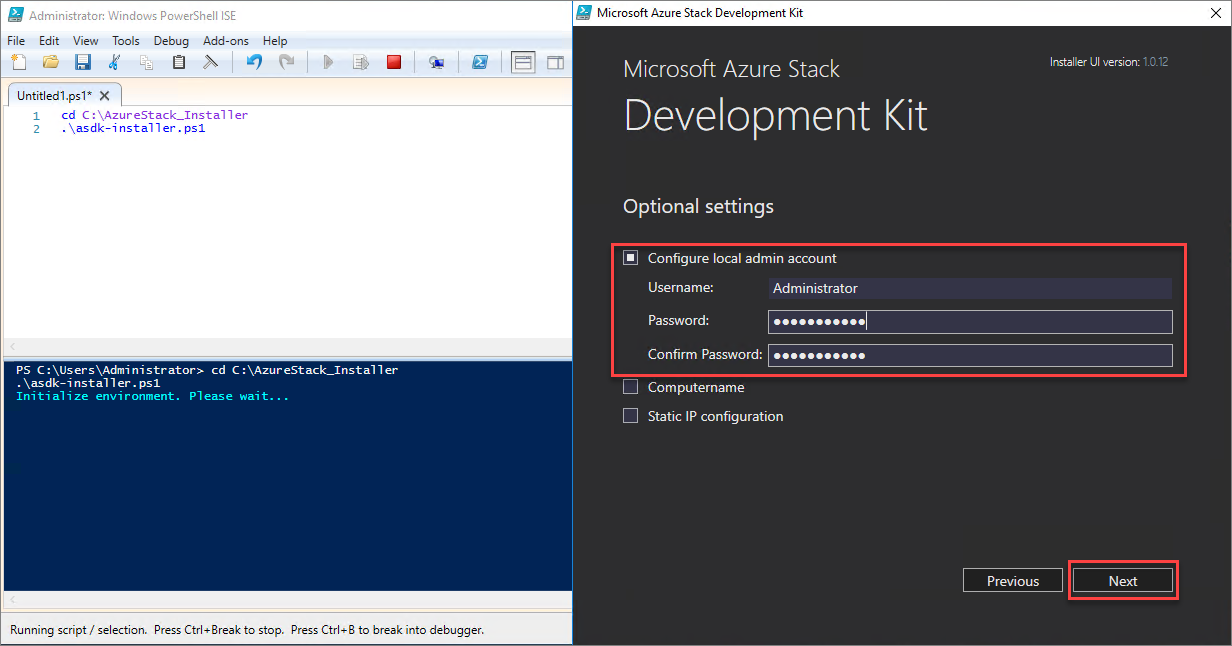 Administrator: Windows PowerShell ISE
File Edit View Tools Debug Add-ons Help
Untitled1.ps1*
1 cd C:\AzureStack_Installer
2 .\asdk-installer.ps1
PS C:\Users\Administrator> cd C:\AzureStack_Installer
.\asdk-installer.ps1
Initialize environment. Please wait...
Running script / selection. Press Ctrl+Break to stop. Press Ctrl+B to break into debugger.
Microsoft Azure Stack Development Kit
Microsoft Azure Stack
Installer UI version: 1.0.12
Development Kit
Optional settings
Configure local admin account
Username: Administrator
Password: ●●●●●●●●●●●
Confirm Password: ●●●●●●●●●●●
Computername
Static IP configuration
Previous Next